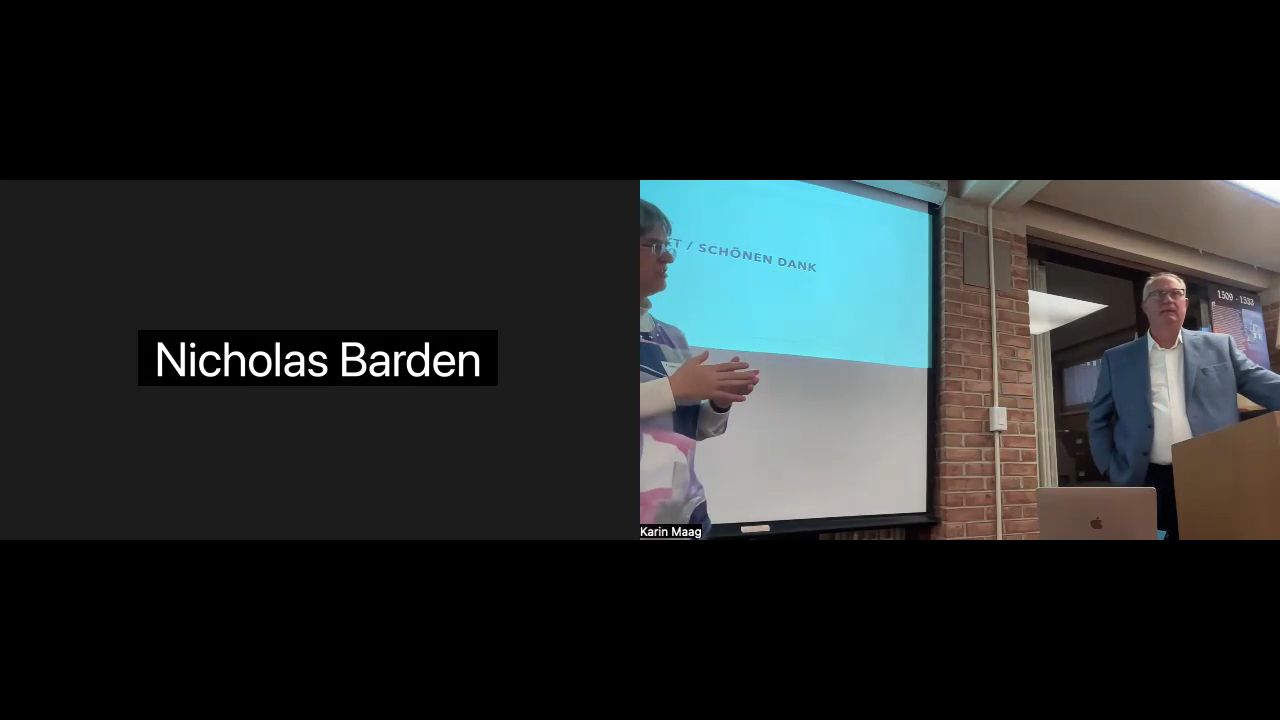 Nicholas Barden
T / SCHÖNEN DANK
1509 - 1533
Karin Maag